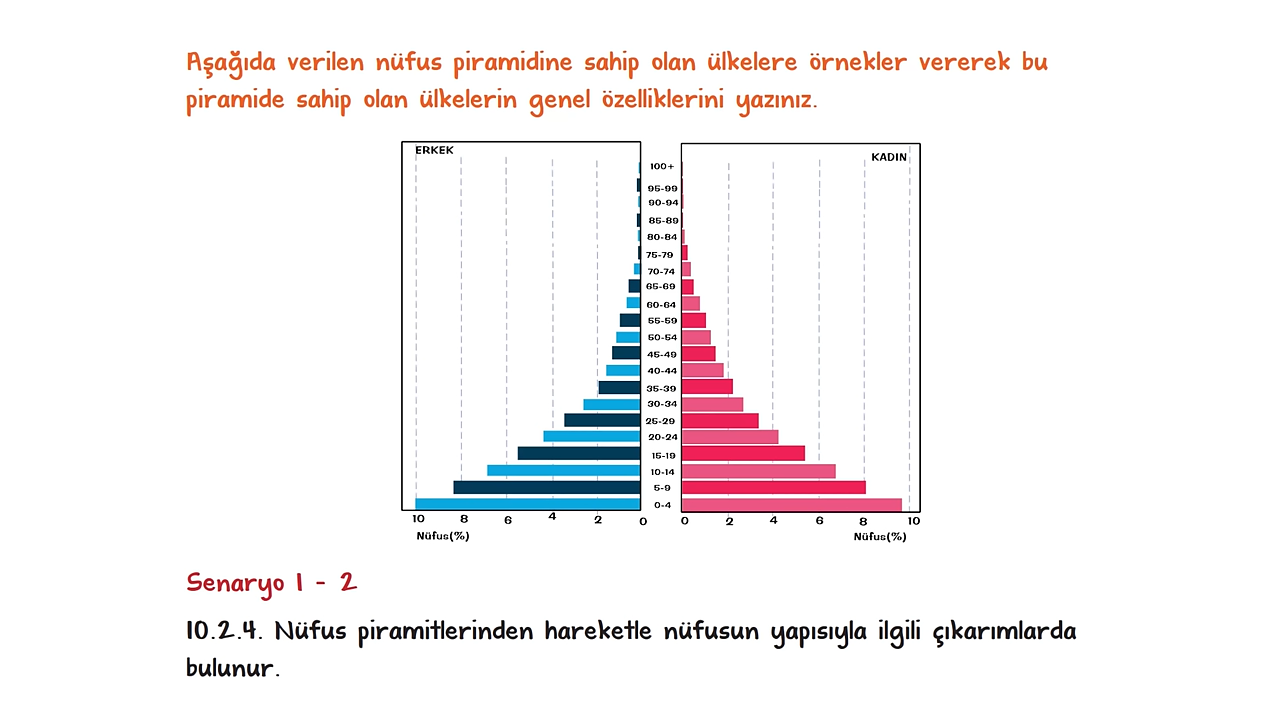 Aşağıda verilen nüfus piramidine sahip olan ülkelere örnekler vererek bu
piramide sahip olan ülkelerin genel özelliklerini yazınız.
ERKEK
KADIN
100+
95-99
90-94
85-89
80-84
75-79
70-74
65-69
60-64
55-59
50-54
45-49
40-44
35-39
30-34
25-29
20-24
15-19
10-14
5-9
0-4
10 8 6 4 2 0 0 2 4 6 8 10
Nüfus(%) Nüfus(%)
Senaryo 1 - 2
10.2.4. Nüfus piramitlerinden hareketle nüfusun yapısıyla ilgili çıkarımlarda
bulunur.